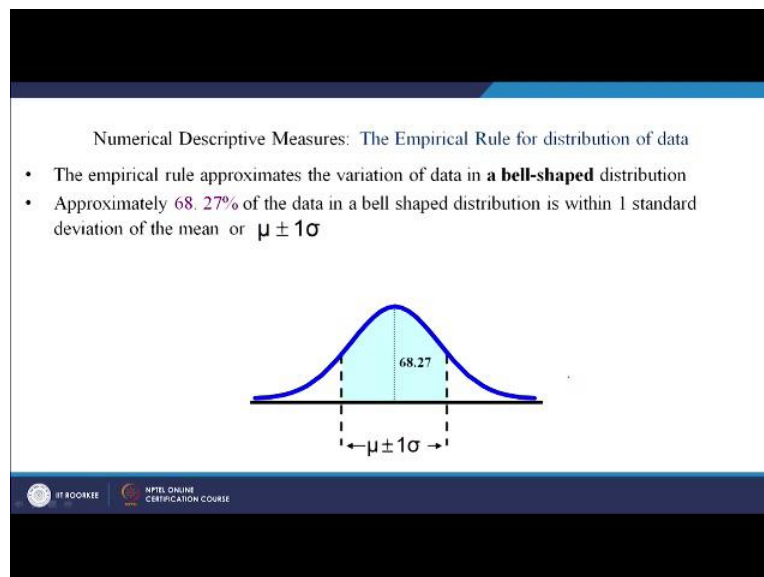 Numerical Descriptive Measures: The Empirical Rule for distribution of data
• The empirical rule approximates the variation of data in a bell-shaped distribution
• Approximately 68. 27% of the data in a bell shaped distribution is within 1 standard
deviation of the mean or μ ± 1σ
68.27
μ ± 1σ
IIT ROORKEE
NPTEL ONLINE
CERTIFICATION COURSE